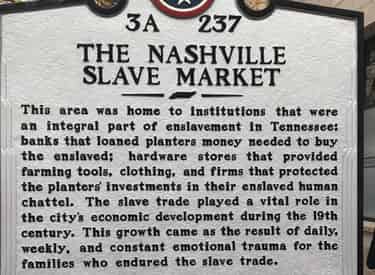 3A 237
THE NASHVILLE
SLAVE MARKET
This area was home to institutions that were
an integral part of enslavement in Tennessee:
banks that loaned planters money needed to buy
the enslaved; hardware stores that provided
farming tools, clothing, and firms that protected
the planters' investments in their enslaved human
chattel. The slave trade played a vital role in
the city's economic development during the 19th
century. This growth came as the result of daily,
weekly, and constant emotional trauma for the
families who endured the slave trade.